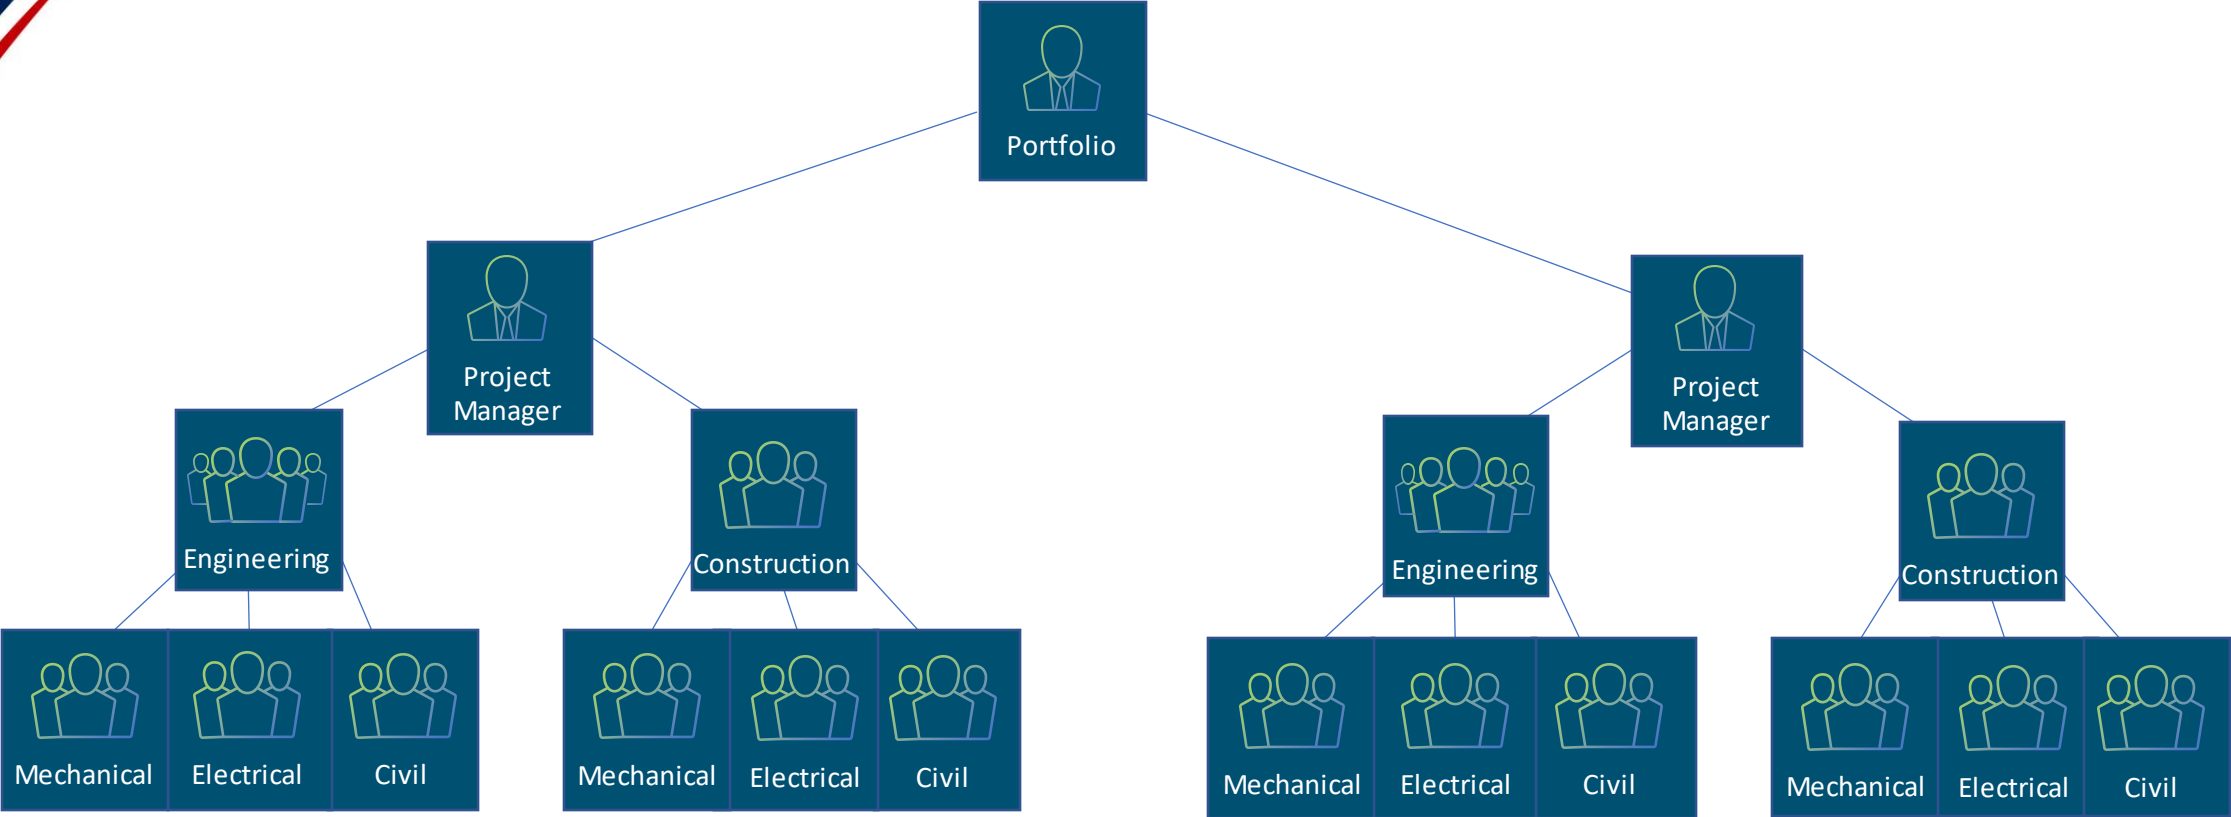 Portfolio
Project
Manager
Project
Manager
Engineering
Construction
Engineering
Construction
Mechanical
Electrical
Civil
Mechanical
Electrical
Civil
Mechanical
Electrical
Civil
Mechanical
Electrical
Civil